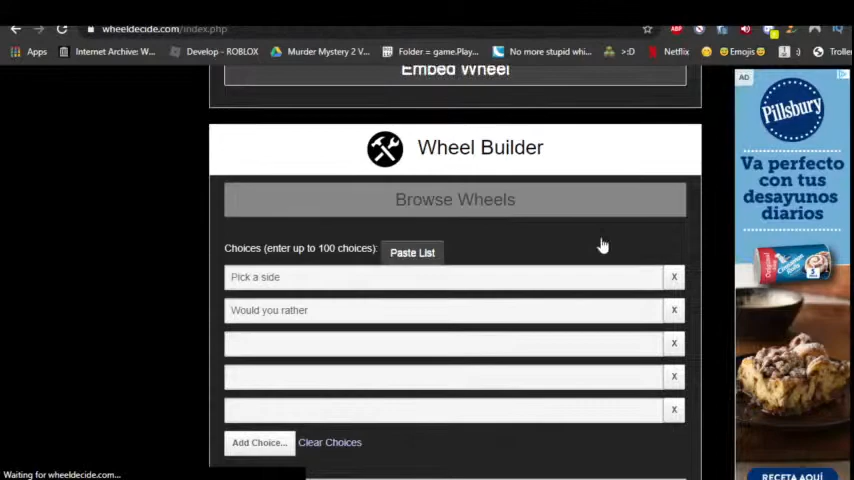 wheeldecide.com/index.php
Apps
Internet Archive: W...
Develop - ROBLOX
Murder Mystery 2 V...
Folder = game.Play...
No more stupid whi...
>:D
Netflix
Emojis
:)
Troller
Embed Wheel
Wheel Builder
Browse Wheels
Choices (enter up to 100 choices):
Paste List
Pick a side
X
Would you rather
X
X
X
X
Add Choice...
Clear Choices
Waiting for wheeldecide.com...
AD
Pillsbury
Va perfecto
con tus
desayunos
diarios
RECETA AQUÍ